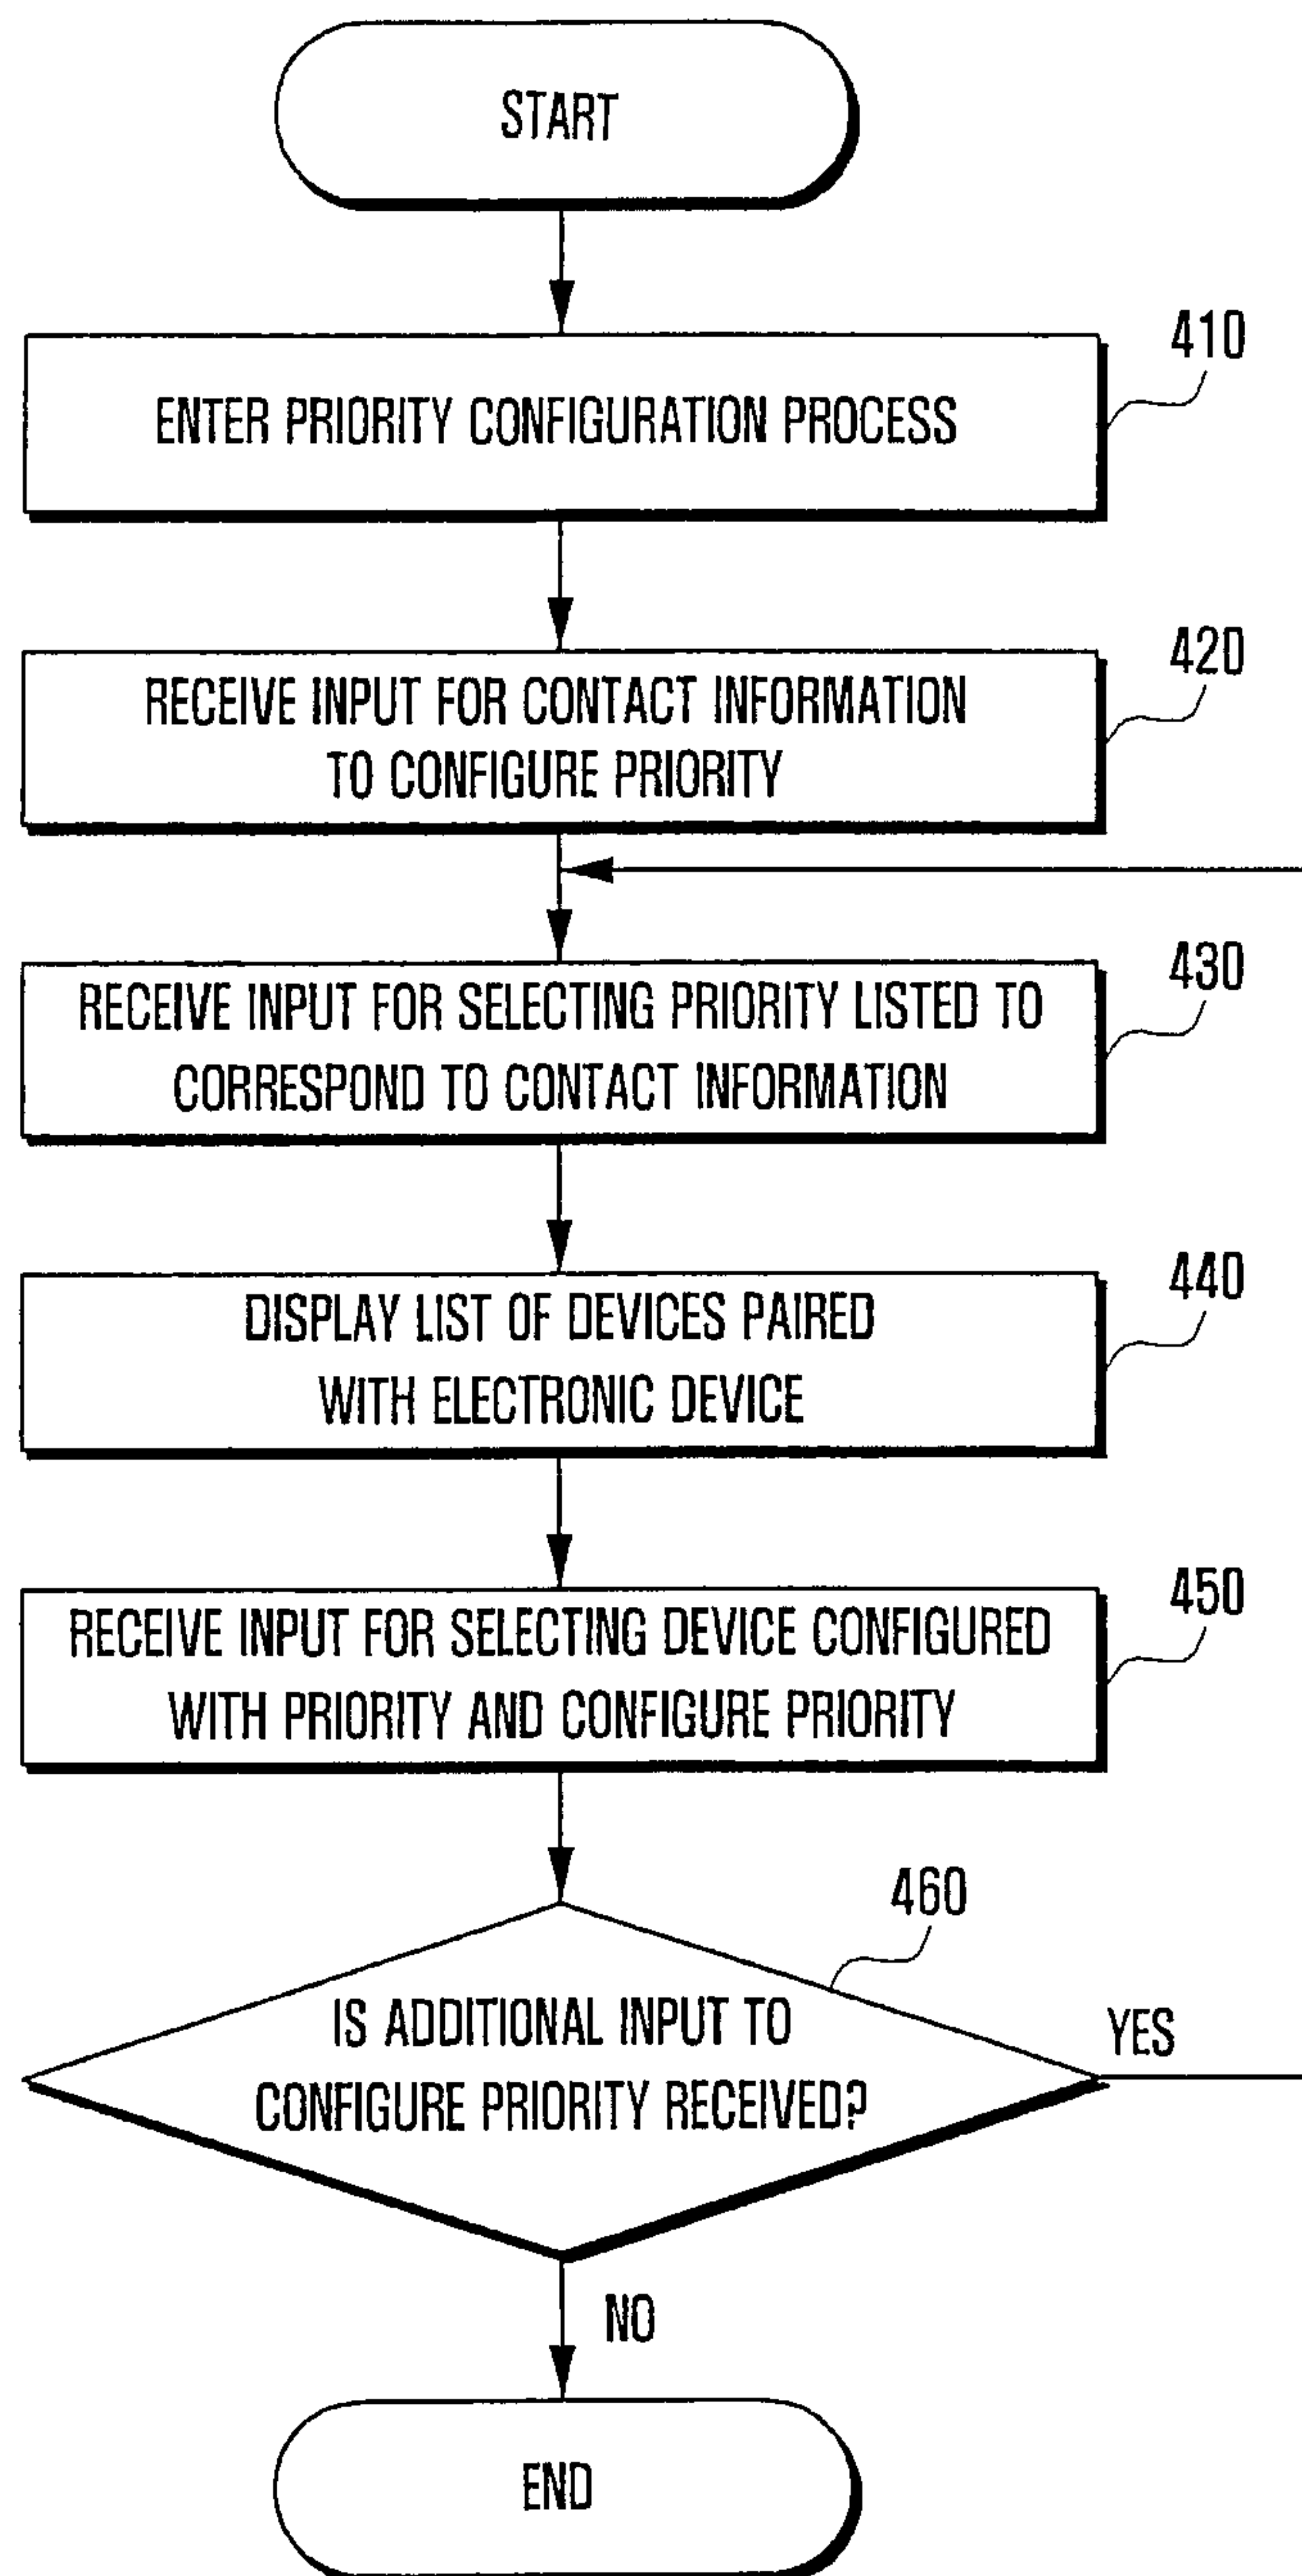 START
410
ENTER PRIORITY CONFIGURATION PROCESS
420
RECEIVE INPUT FOR CONTACT INFORMATION
TO CONFIGURE PRIORITY
430
RECEIVE INPUT FOR SELECTING PRIORITY LISTED TO
CORRESPOND TO CONTACT INFORMATION
440
DISPLAY LIST OF DEVICES PAIRED
WITH ELECTRONIC DEVICE
450
RECEIVE INPUT FOR SELECTING DEVICE CONFIGURED
WITH PRIORITY AND CONFIGURE PRIORITY
460
IS ADDITIONAL INPUT TO
CONFIGURE PRIORITY RECEIVED?
YES
NO
END